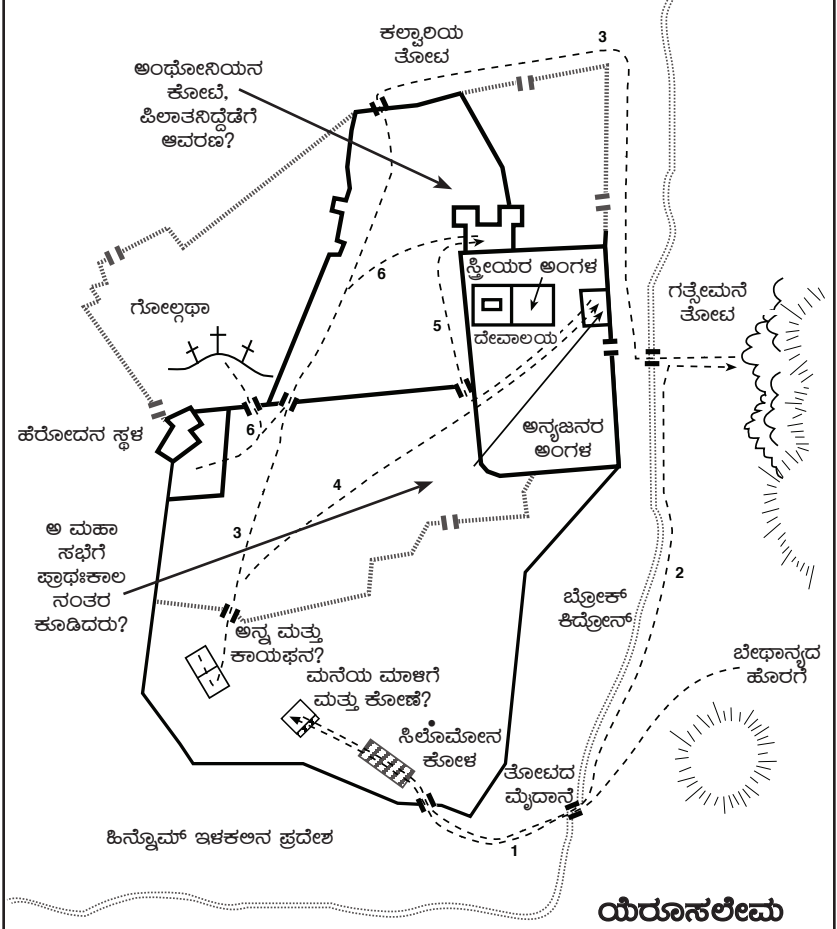 ಕಲ್ವಾರಿಯ
ತೋಟ
3
ಅಂಥೋನಿಯನ
ಕೋಟೆ,
ಪಿಲಾತನಿದ್ದೆಡೆಗೆ
ಆವರಣ?
6
ಸ್ತ್ರೀಯರ ಅಂಗಳ
5
ದೇವಾಲಯ
ಗತ್ಸೇಮನೆ
ತೋಟ
ಗೋಲ್ಗಥಾ
ಹೆರೋದನ ಸ್ಥಳ
6
ಅನ್ಯಜನರ
ಅಂಗಳ
4
3
ಅ ಮಹಾ
ಸಭೆಗೆ
ಪ್ರಾಥಃಕಾಲ
ನಂತರ
ಕೂಡಿದರು?
2
ಬ್ರೋಕ್
ಕಿದ್ರೋನ್
ಅನ್ನ ಮತ್ತು
ಕಾಯಫನ?
ಬೇಥಾನ್ಯದ
ಹೊರಗೆ
ಮನೆಯ ಮಾಳಿಗೆ
ಮತ್ತು ಕೋಣೆ?
ಸಿಲೊಮೋನ
ಕೋಳ
ತೋಟದ
ಮೈದಾನೆ
ಹಿನ್ನೊಮ್ ಇಳಕಲಿನ ಪ್ರದೇಶ
1
ಯೆರೂಸಲೇಮ